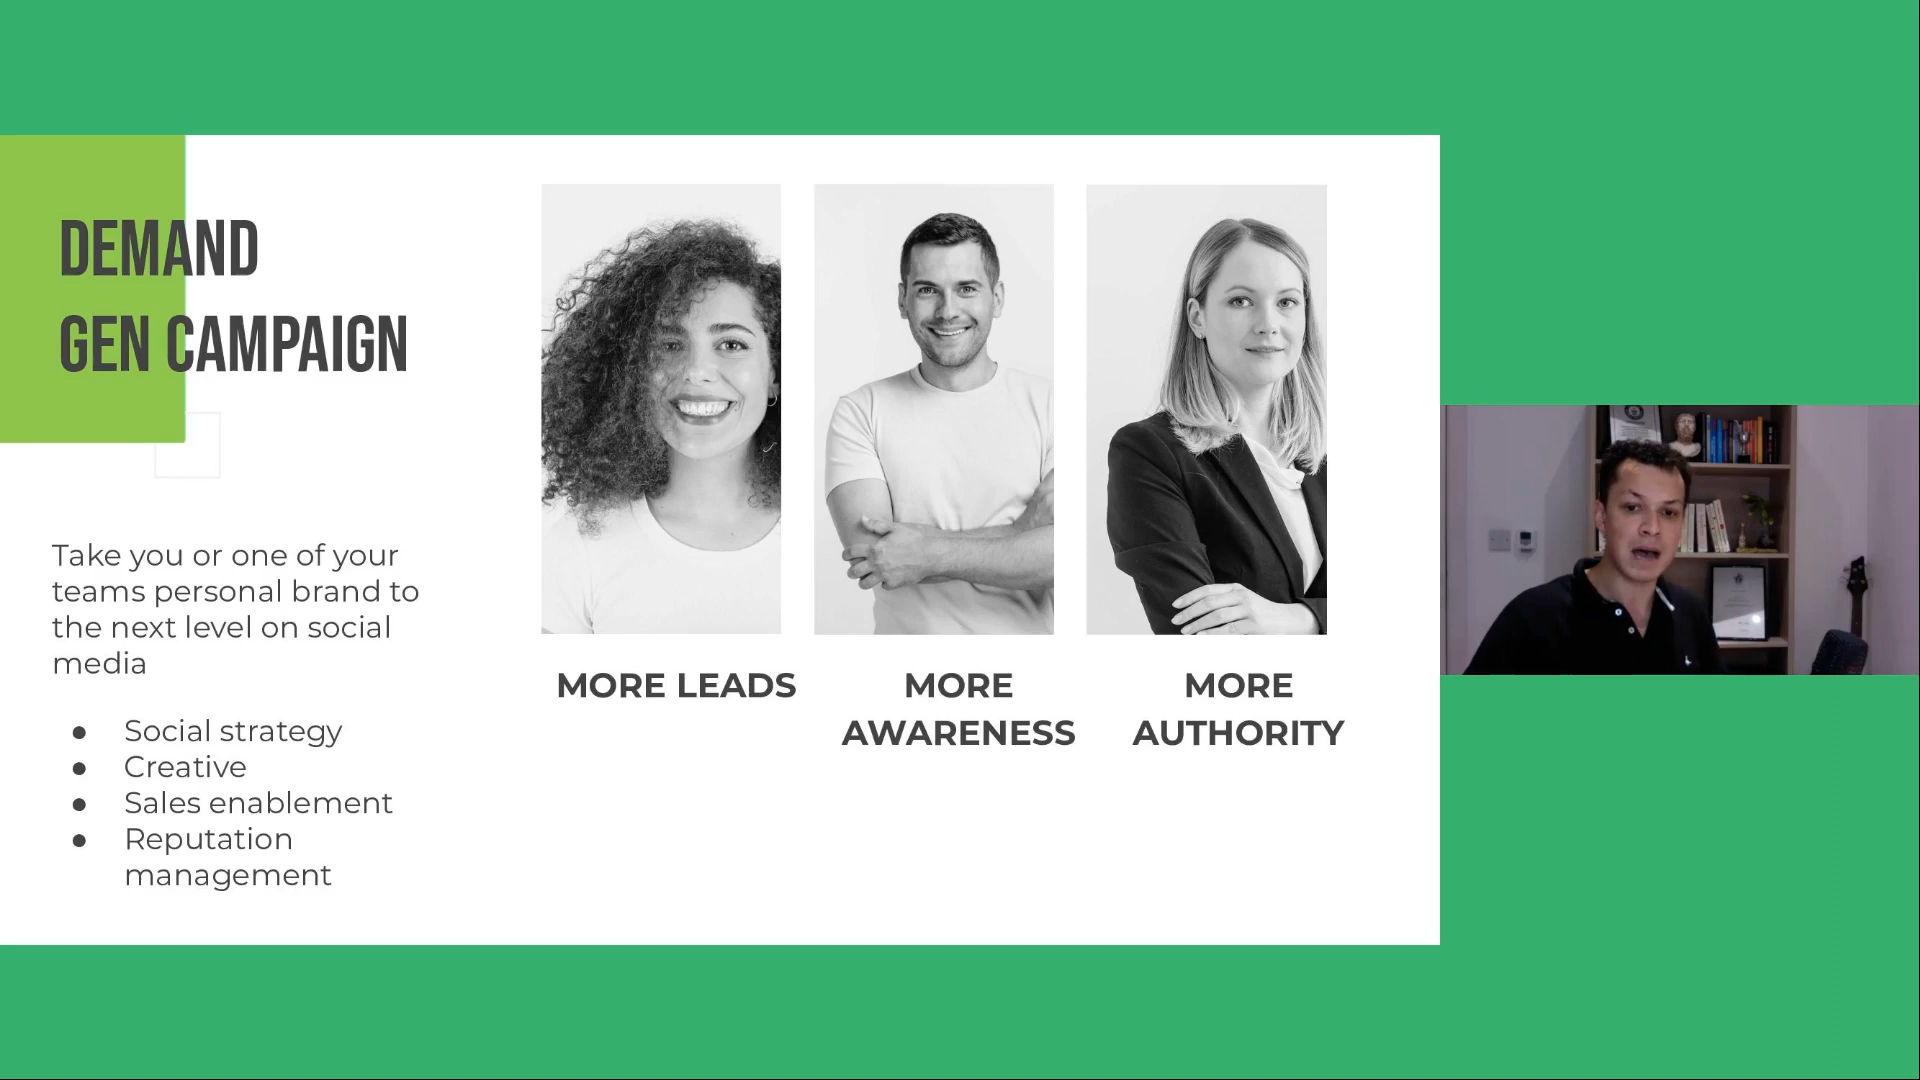 DEMAND
GEN CAMPAIGN
Take you or one of your
teams personal brand to
the next level on social
media
● Social strategy
● Creative
● Sales enablement
● Reputation
management
MORE LEADS
MORE
AWARENESS
MORE
AUTHORITY